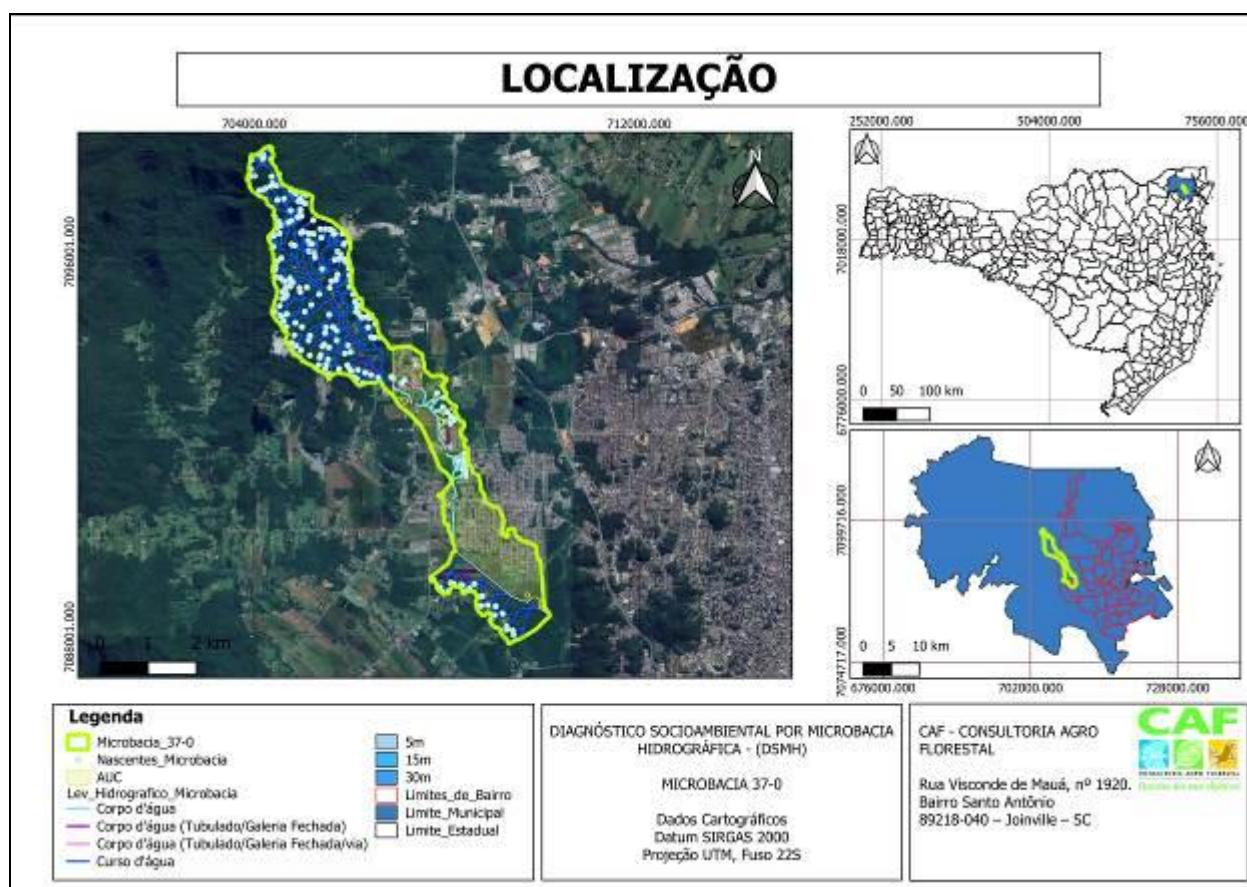 LOCALIZAÇÃO
704000.000
712000.000
7096001.000
7088001.000
N
0 1 2 km
252000.000
504000.000
756000.000
7018000.000
6776000.000
0 50 100 km
7099716.000
7074717.000
0 5 10 km
676000.000
702000.000
728000.000
Legenda
Microbacia_37-0
Nascentes_Microbacia
AUC
Lev_Hidrografico_Microbacia
Corpo d'água
Corpo d'água (Tubulado/Galeria Fechada)
Corpo d'água (Tubulado/Galeria Fechada/via)
Curso d'água
5m
15m
30m
Limites_de_Bairro
Limite_Municipal
Limite_Estadual
DIAGNÓSTICO SOCIOAMBIENTAL POR MICROBACIA
HIDROGRÁFICA - (DSMH)
MICROBACIA 37-0
Dados Cartográficos
Datum SIRGAS 2000
Projeção UTM, Fuso 22S
CAF - CONSULTORIA AGRO
FLORESTAL
Rua Visconde de Mauá, nº 1920.
Bairro Santo Antônio
89218-040 – Joinville – SC
CAF
CONSULTORIA AGRO FLORESTAL